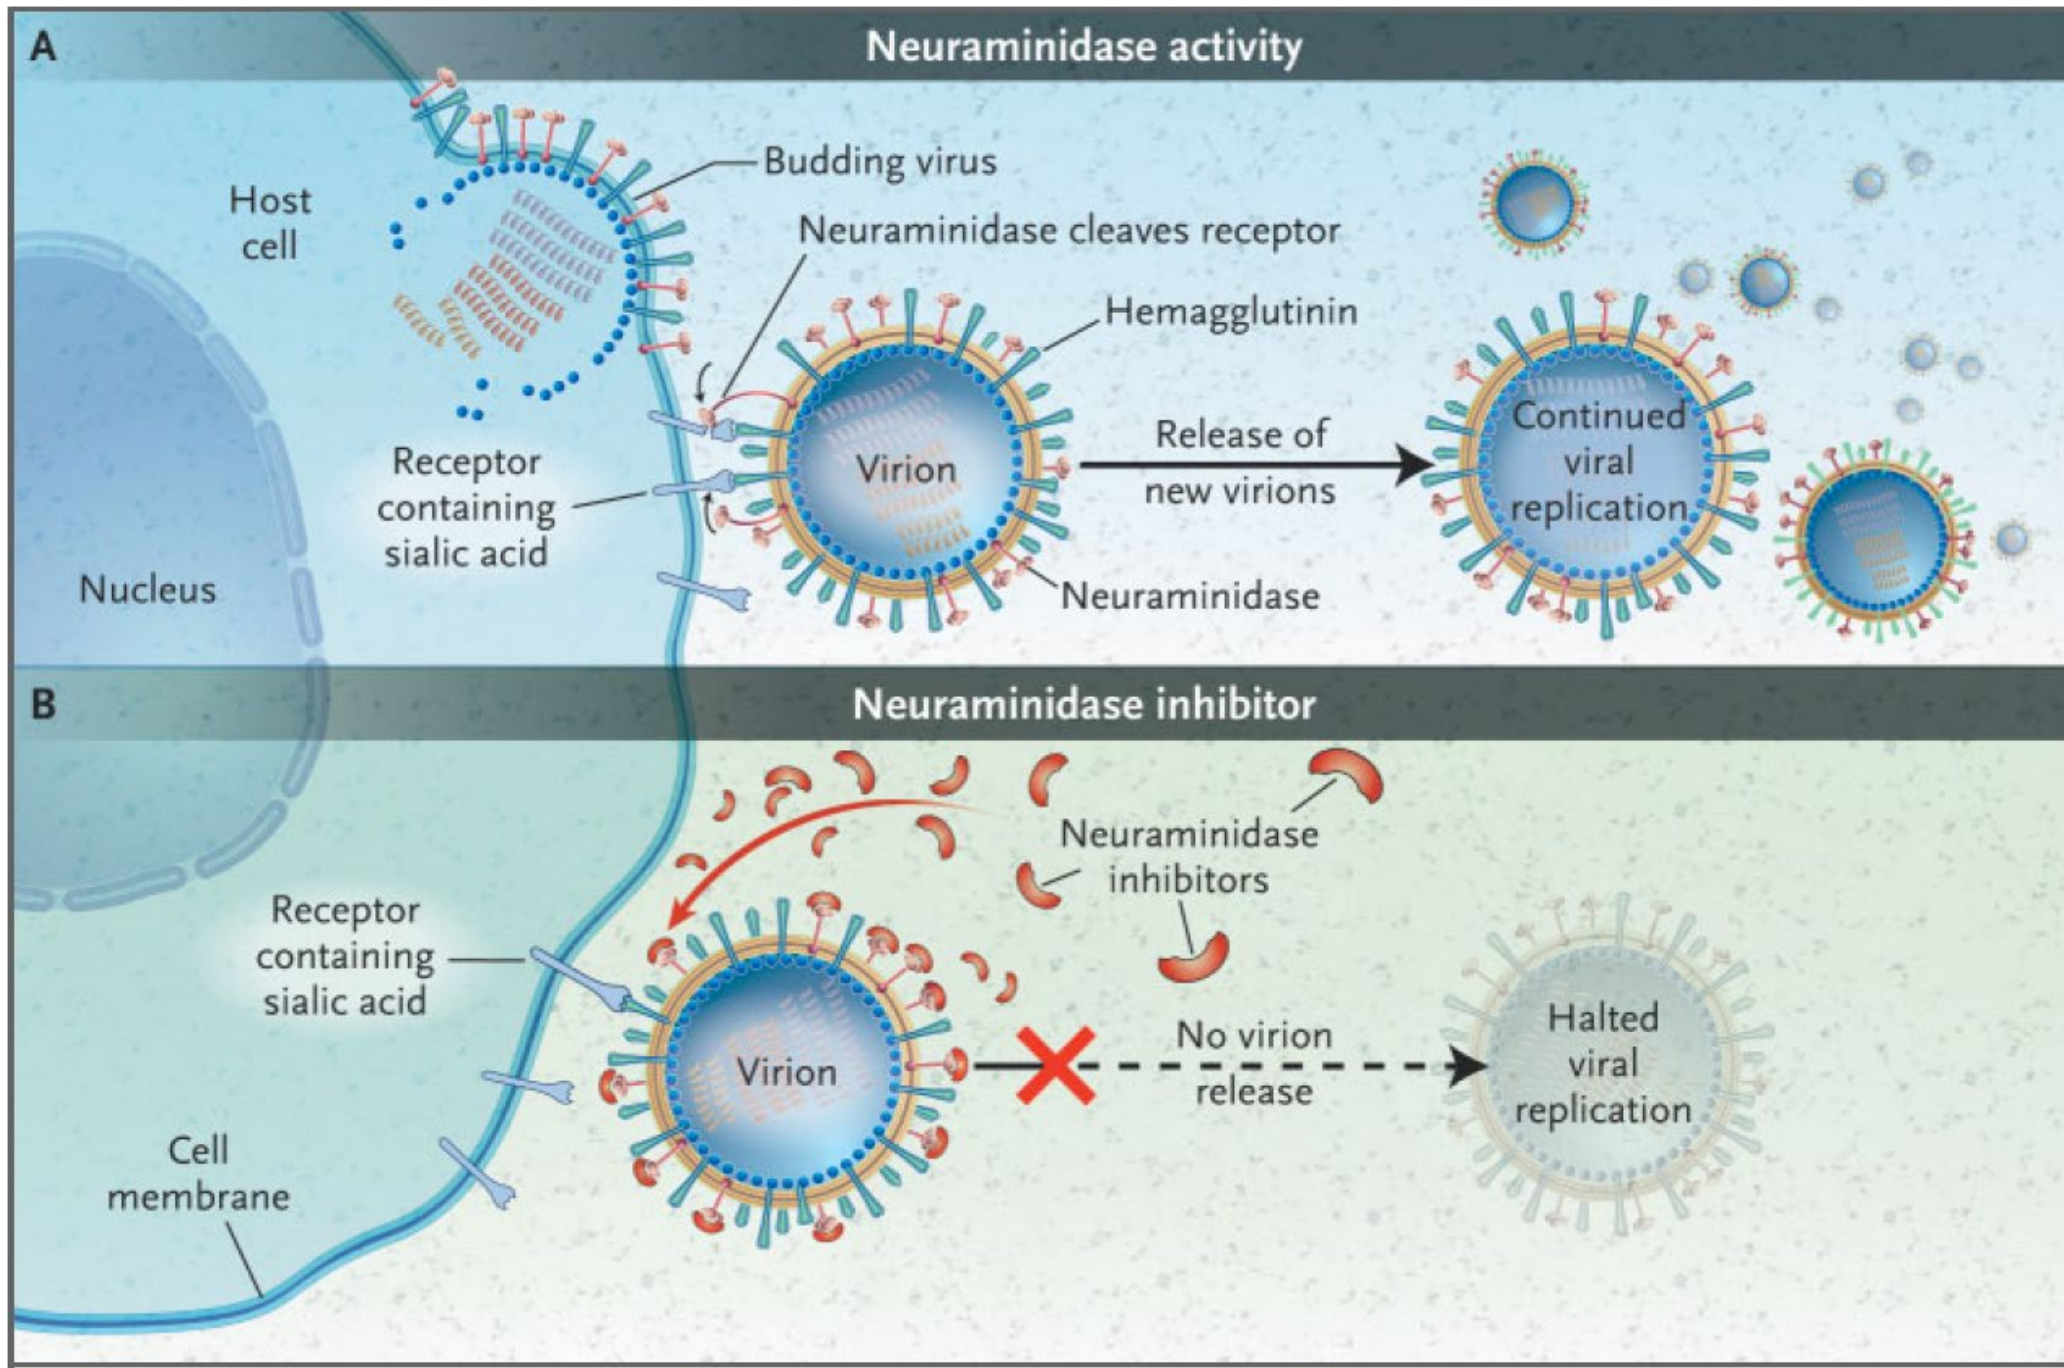 A
Neuraminidase activity
Budding virus
Host
cell
Neuraminidase cleaves receptor
Hemagglutinin
Receptor
containing
sialic acid
Virion
Release of
new virions
Continued
viral
replication
Nucleus
Neuraminidase
B
Neuraminidase inhibitor
Neuraminidase
inhibitors
Receptor
containing
sialic acid
Virion
No virion
release
Halted
viral
replication
Cell
membrane